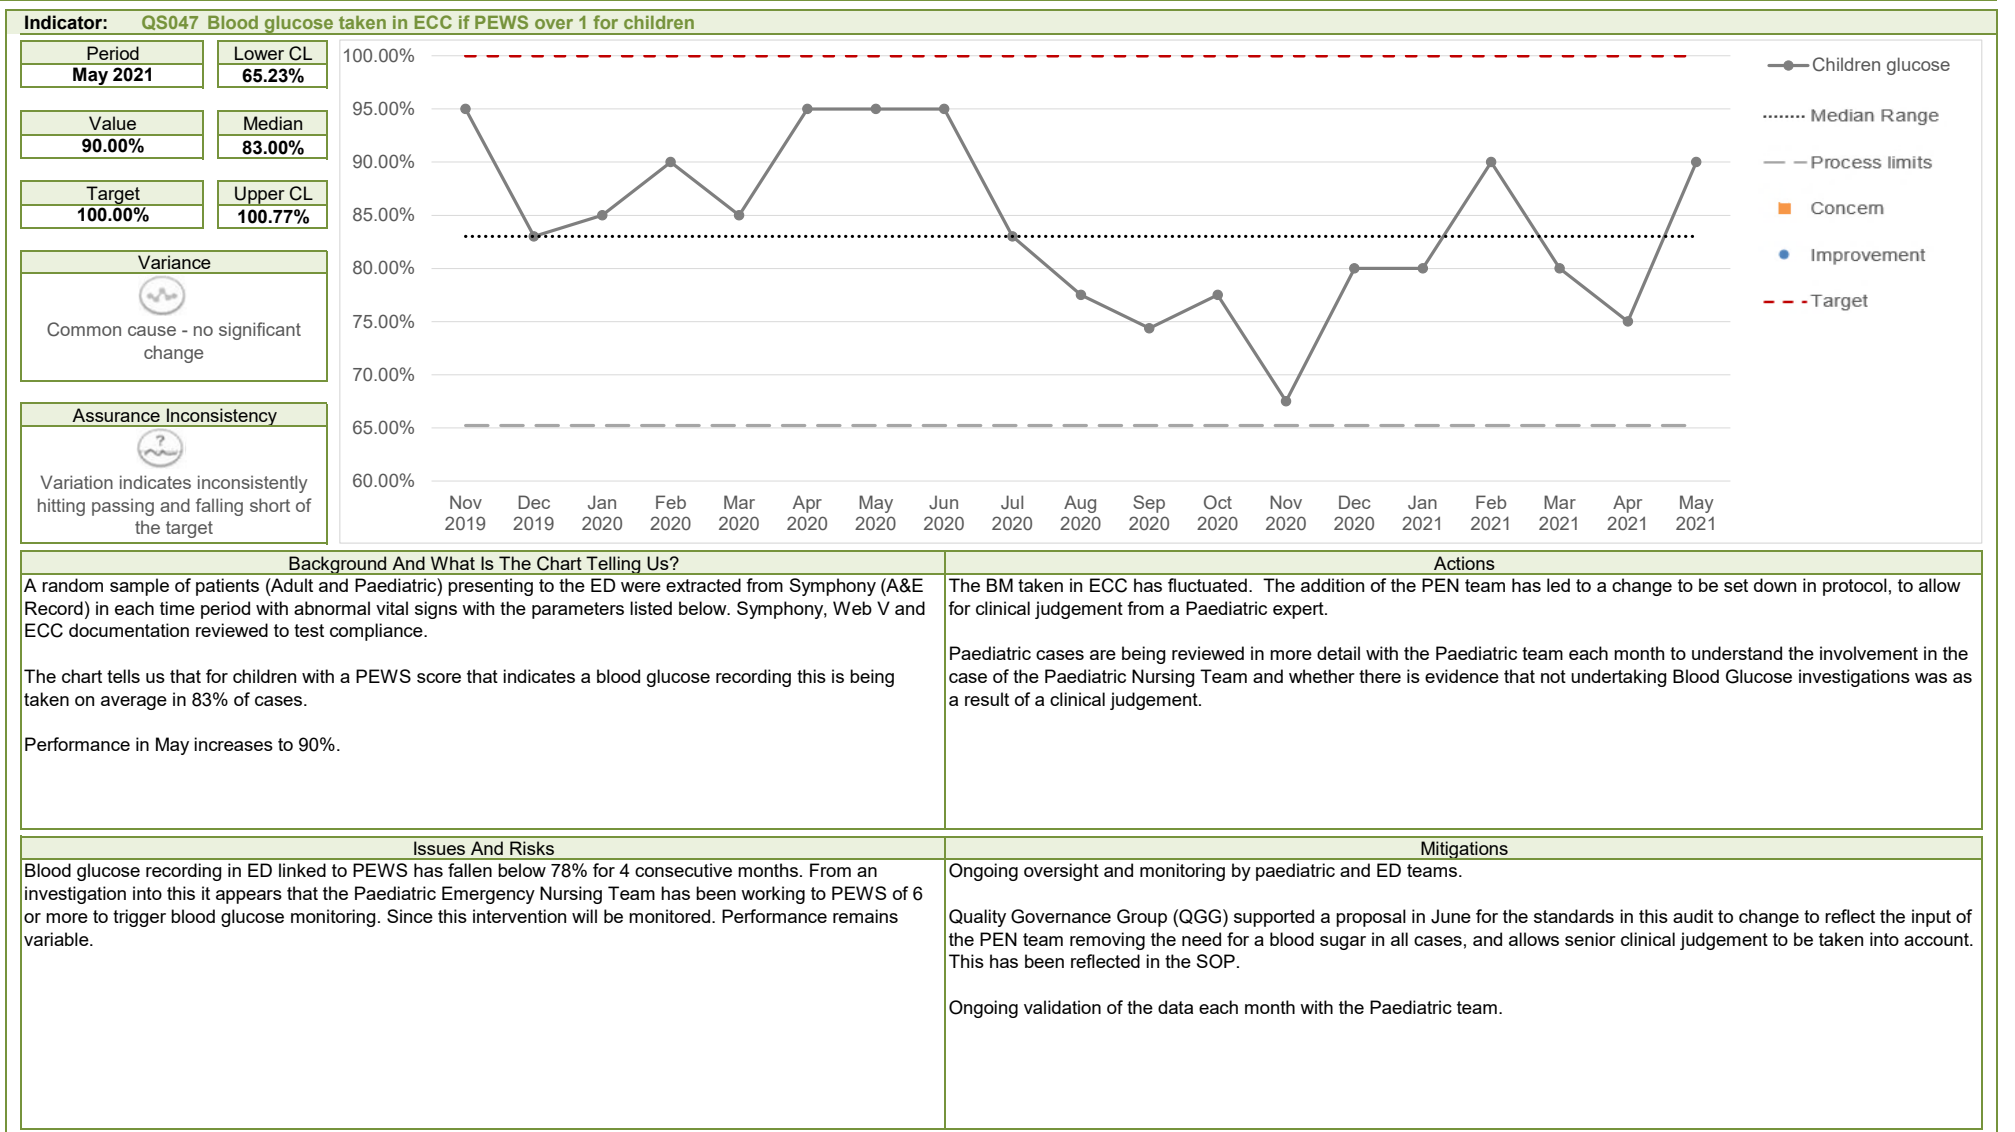 Indicator: QS047 Blood glucose taken in ECC if PEWS over 1 for children
Period
May 2021
Lower CL
65.23%
Value
90.00%
Median
83.00%
Target
100.00%
Upper CL
100.77%
Variance
Common cause - no significant
change
Assurance Inconsistency
?
Variation indicates inconsistently
hitting passing and falling short of
the target
100.00%
95.00%
90.00%
85.00%
80.00%
75.00%
70.00%
65.00%
60.00%
Nov 2019
Dec 2019
Jan 2020
Feb 2020
Mar 2020
Apr 2020
May 2020
Jun 2020
Jul 2020
Aug 2020
Sep 2020
Oct 2020
Nov 2020
Dec 2020
Jan 2021
Feb 2021
Mar 2021
Apr 2021
May 2021
Children glucose
Median Range
Process limits
Concern
Improvement
Target
Background And What Is The Chart Telling Us?
A random sample of patients (Adult and Paediatric) presenting to the ED were extracted from Symphony (A&E
Record) in each time period with abnormal vital signs with the parameters listed below. Symphony, Web V and
ECC documentation reviewed to test compliance.
The chart tells us that for children with a PEWS score that indicates a blood glucose recording this is being
taken on average in 83% of cases.
Performance in May increases to 90%.
Actions
The BM taken in ECC has fluctuated. The addition of the PEN team has led to a change to be set down in protocol, to allow
for clinical judgement from a Paediatric expert.
Paediatric cases are being reviewed in more detail with the Paediatric team each month to understand the involvement in the
case of the Paediatric Nursing Team and whether there is evidence that not undertaking Blood Glucose investigations was as
a result of a clinical judgement.
Issues And Risks
Blood glucose recording in ED linked to PEWS has fallen below 78% for 4 consecutive months. From an
investigation into this it appears that the Paediatric Emergency Nursing Team has been working to PEWS of 6
or more to trigger blood glucose monitoring. Since this intervention will be monitored. Performance remains
variable.
Mitigations
Ongoing oversight and monitoring by paediatric and ED teams.
Quality Governance Group (QGG) supported a proposal in June for the standards in this audit to change to reflect the input of
the PEN team removing the need for a blood sugar in all cases, and allows senior clinical judgement to be taken into account.
This has been reflected in the SOP.
Ongoing validation of the data each month with the Paediatric team.